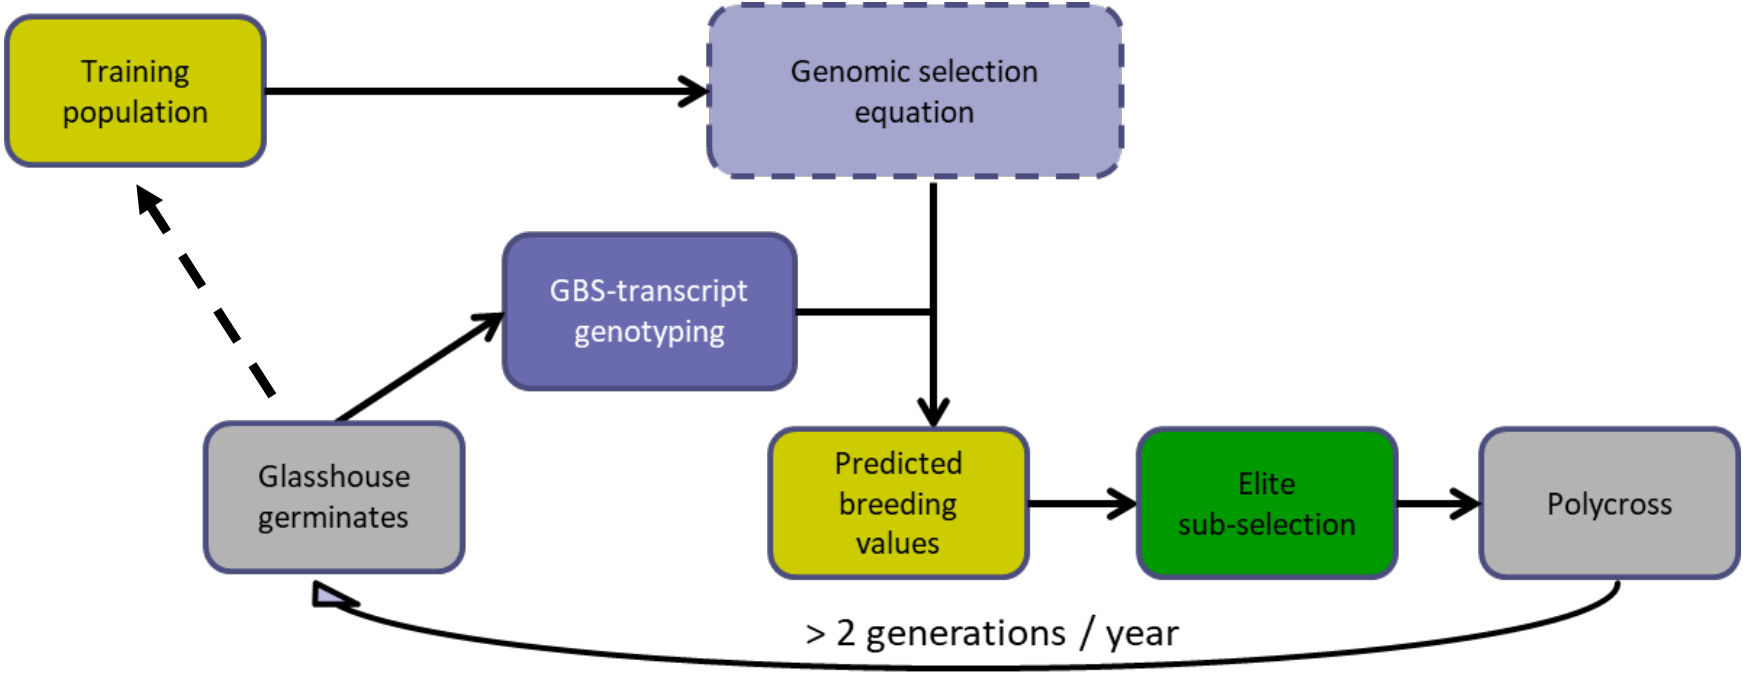 Training
population
Genomic selection
equation
GBS-transcript
genotyping
Glasshouse
germinates
Predicted
breeding
values
Elite
sub-selection
Polycross
> 2 generations / year